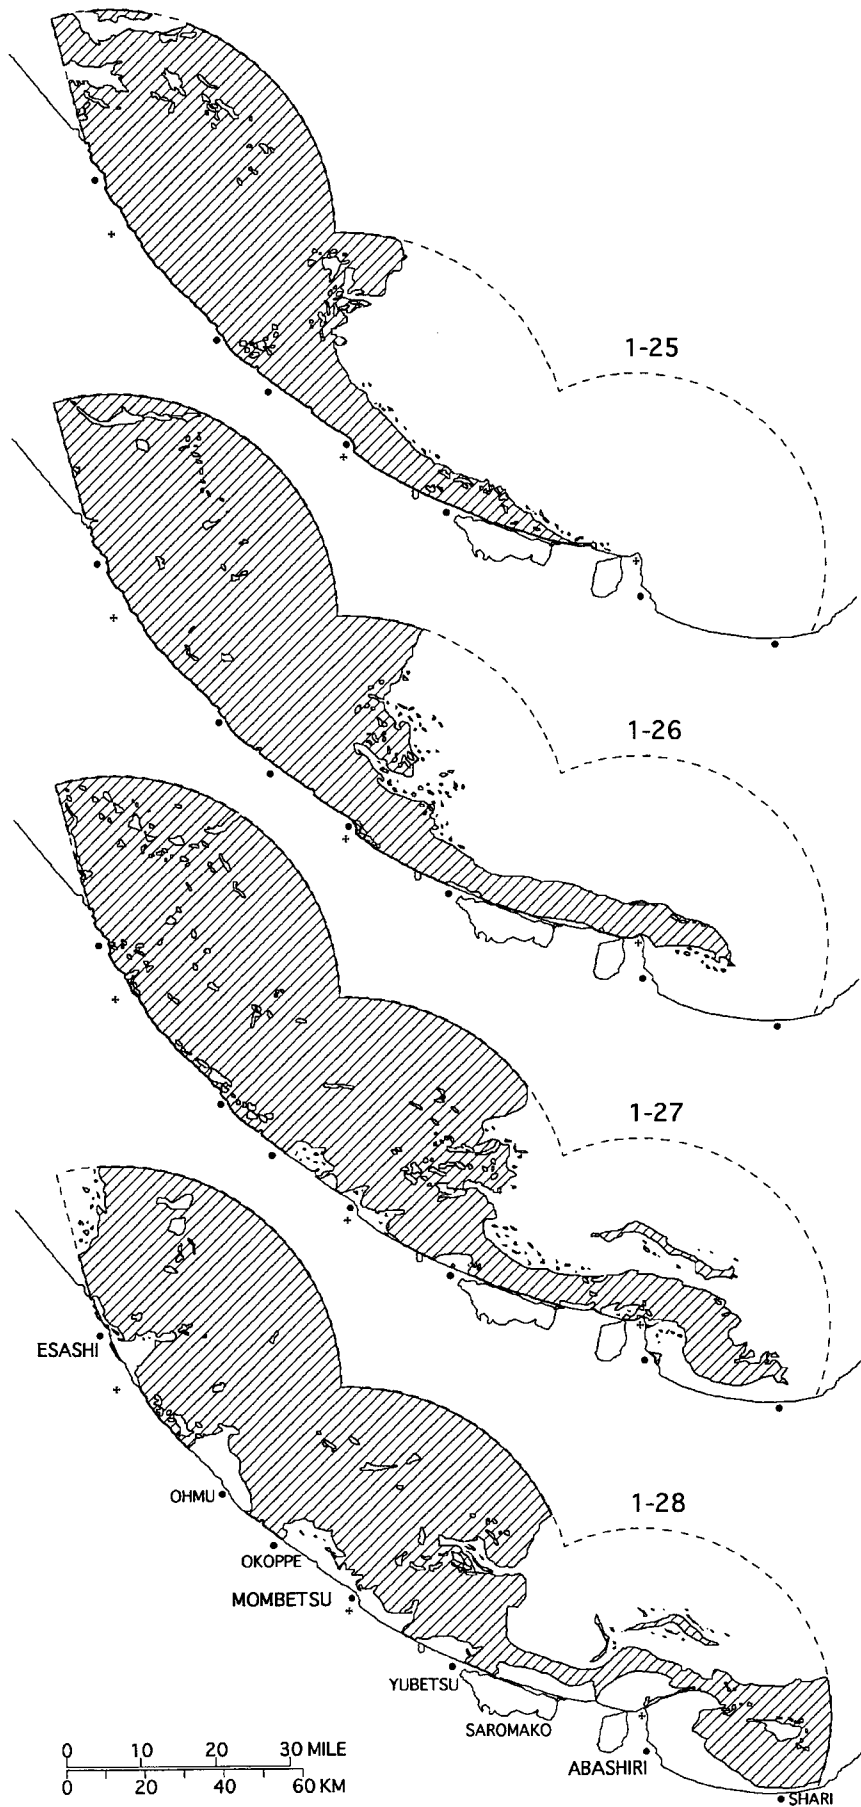 1-25
1-26
1-27
1-28
ESASHI
OHMU
OKOPPE
MOMBETSU
YUBETSU
SAROMAKO
ABASHIRI
SHARI
0 10 20 30 MILE
0 20 40 60 KM